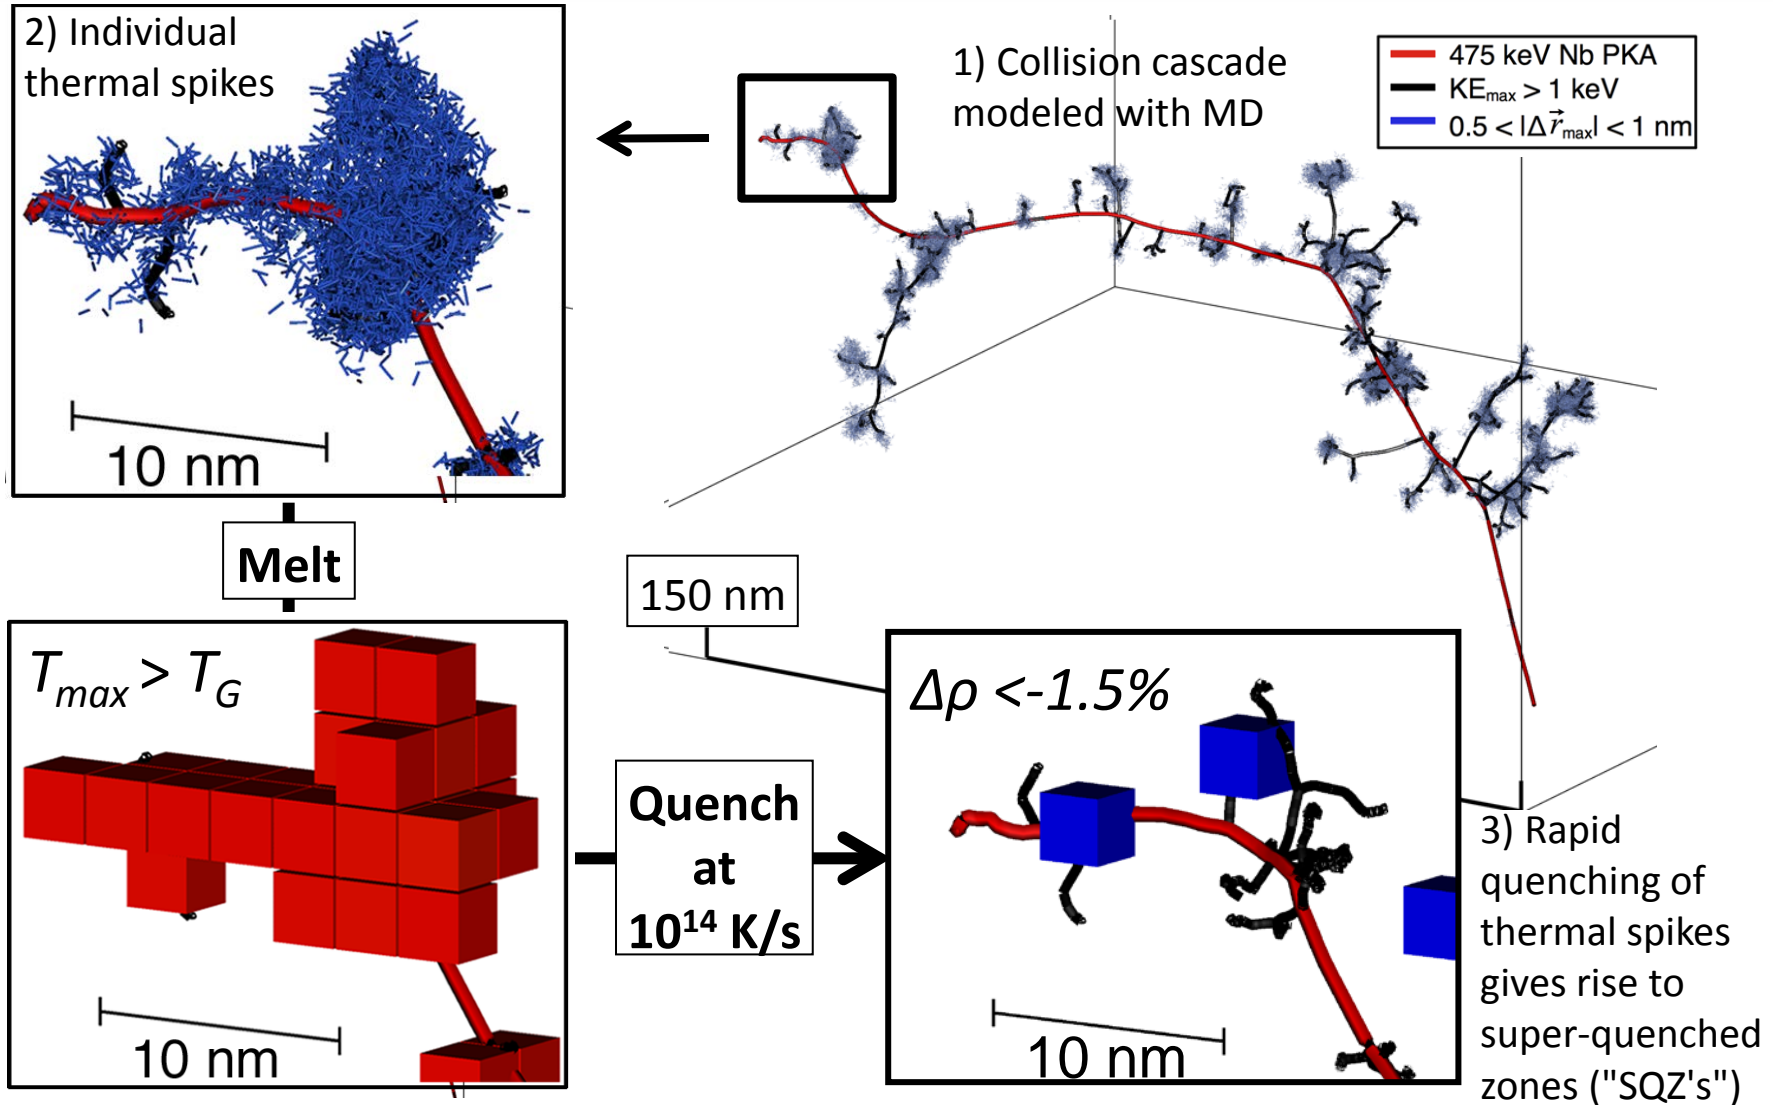 2) Individual
thermal spikes
10 nm
1) Collision cascade
modeled with MD
475 keV Nb PKA
KEmax > 1 keV
0.5 < |Δr⃗max| < 1 nm
Melt
150 nm
Tmax > TG
10 nm
Quench
at
10¹⁴ K/s
Δρ <-1.5%
10 nm
3) Rapid
quenching of
thermal spikes
gives rise to
super-quenched
zones ("SQZ's")